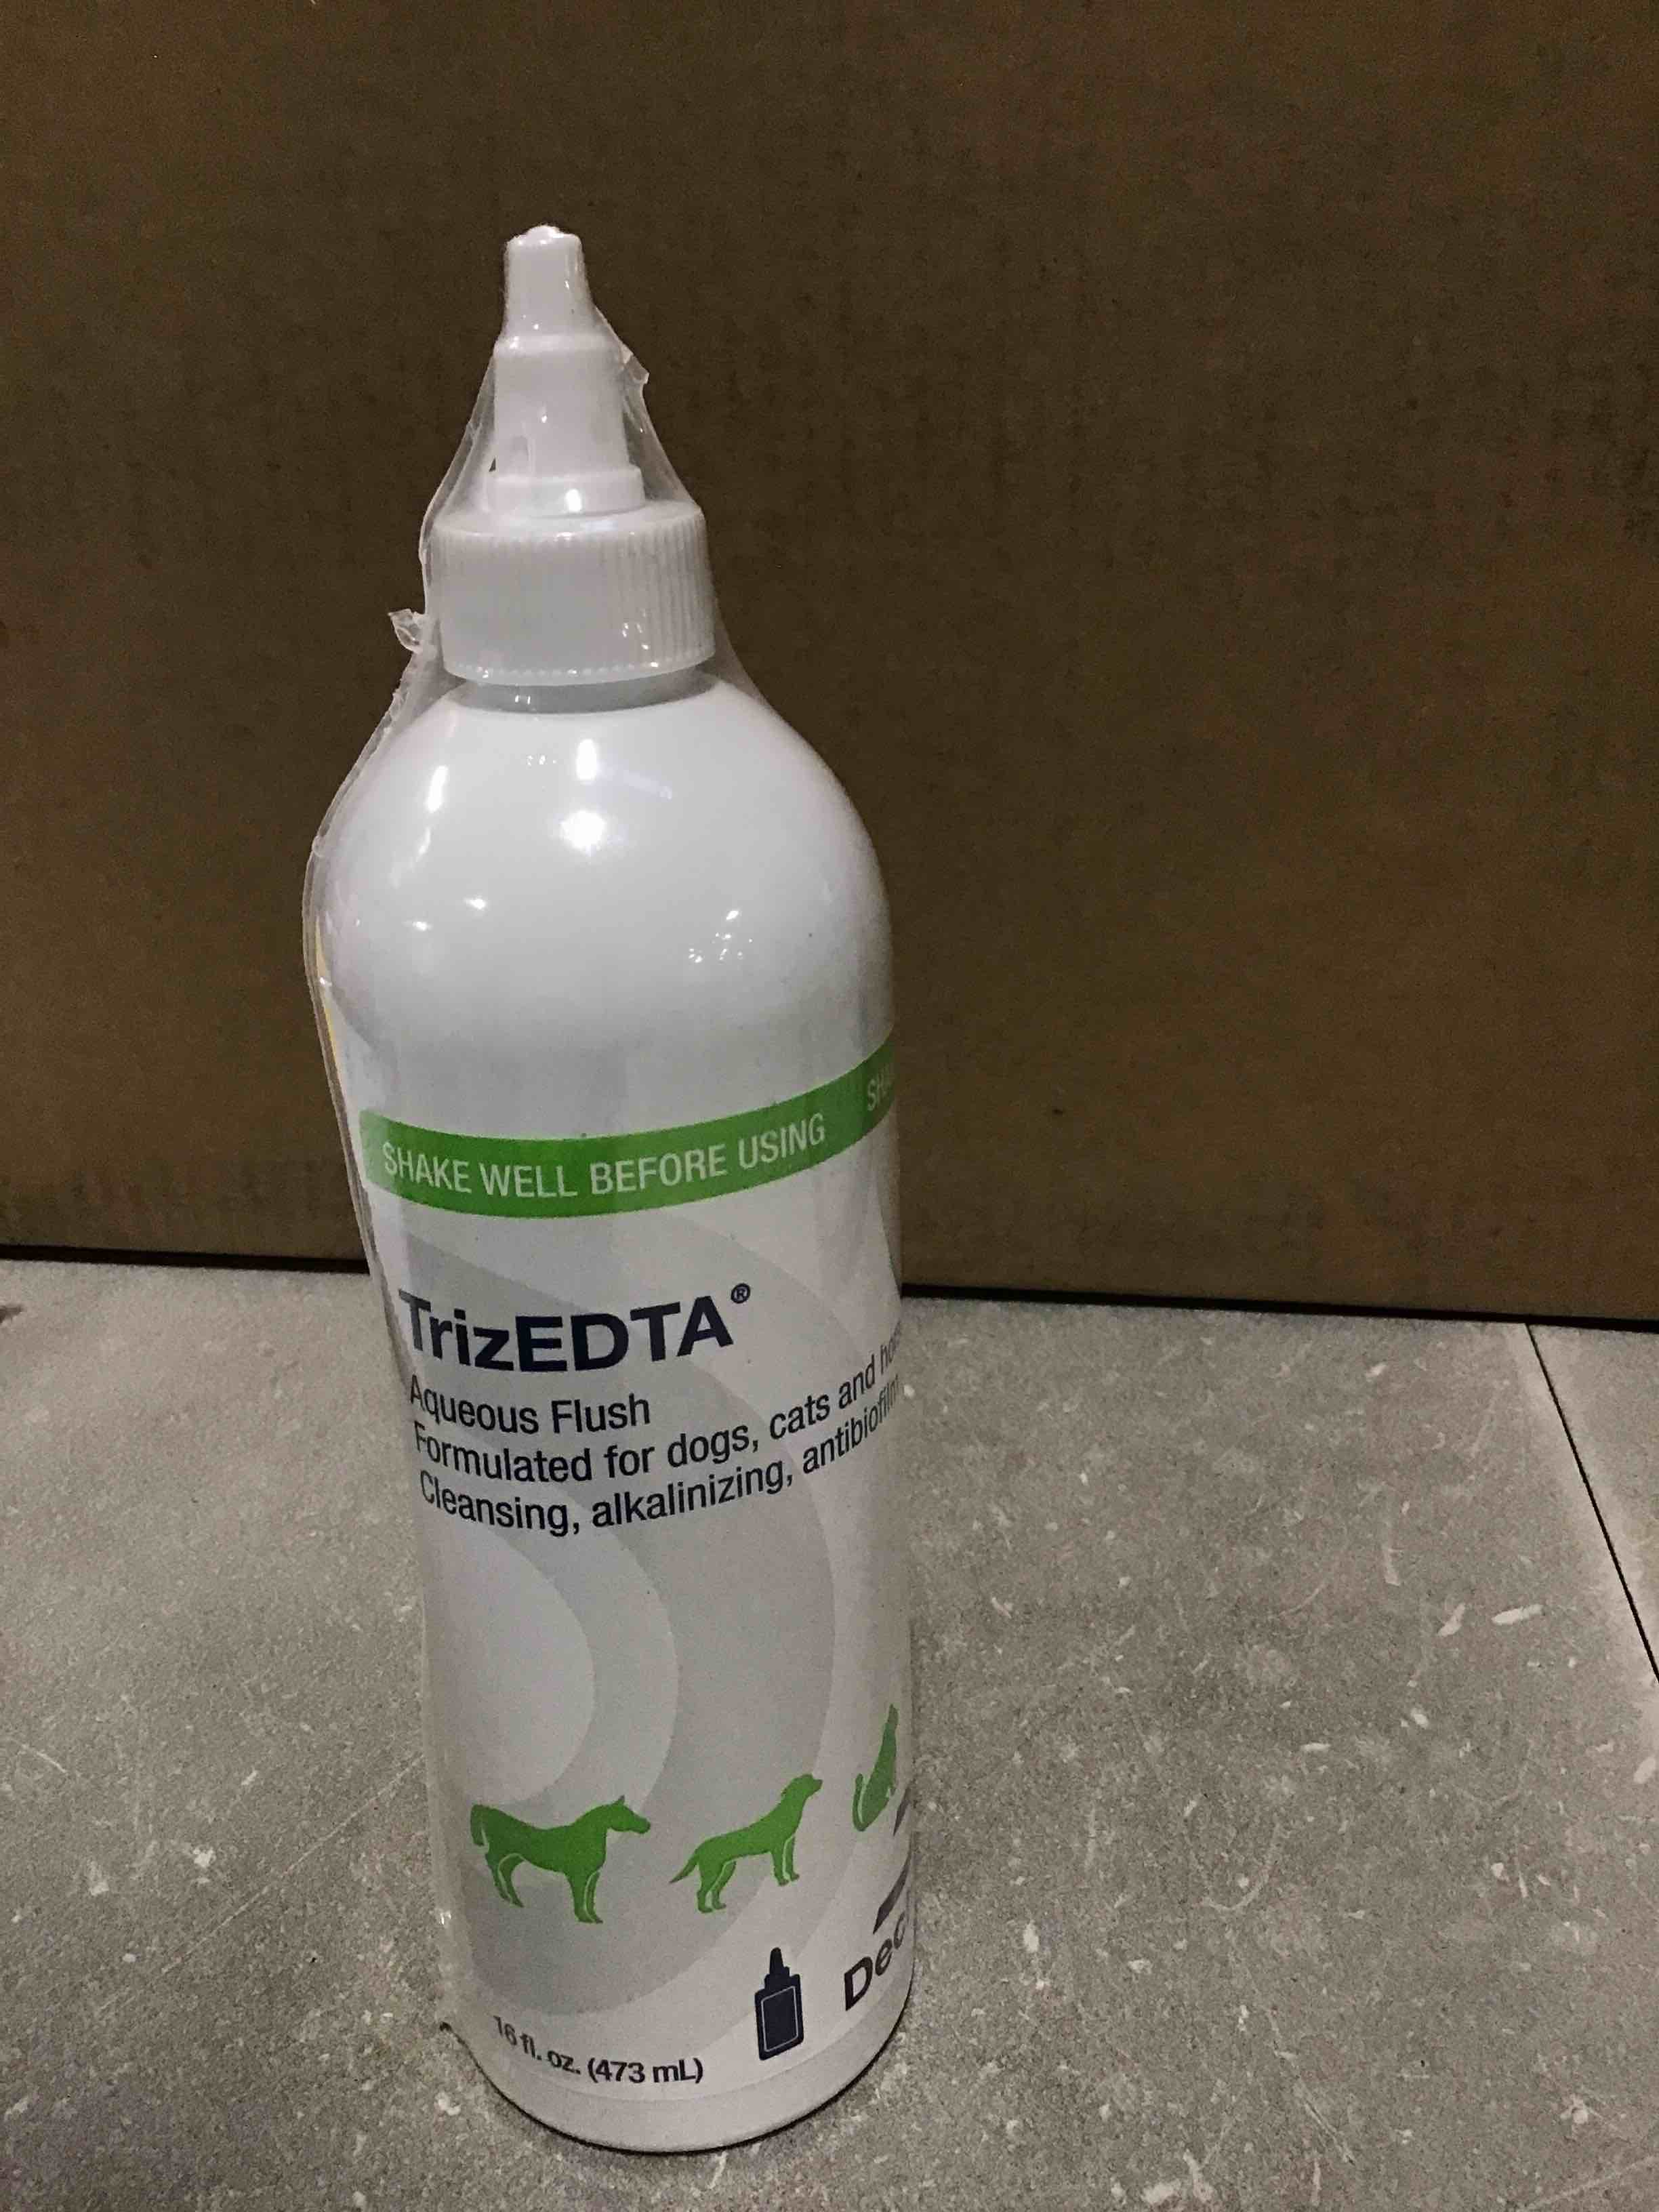 SHAKE WELL BEFORE USING
TrizEDTA®
Aqueous Flush
Formulated for dogs, cats and
Cleansing, alkalinizing, antibiofilm
16 fl. oz. (473 mL)